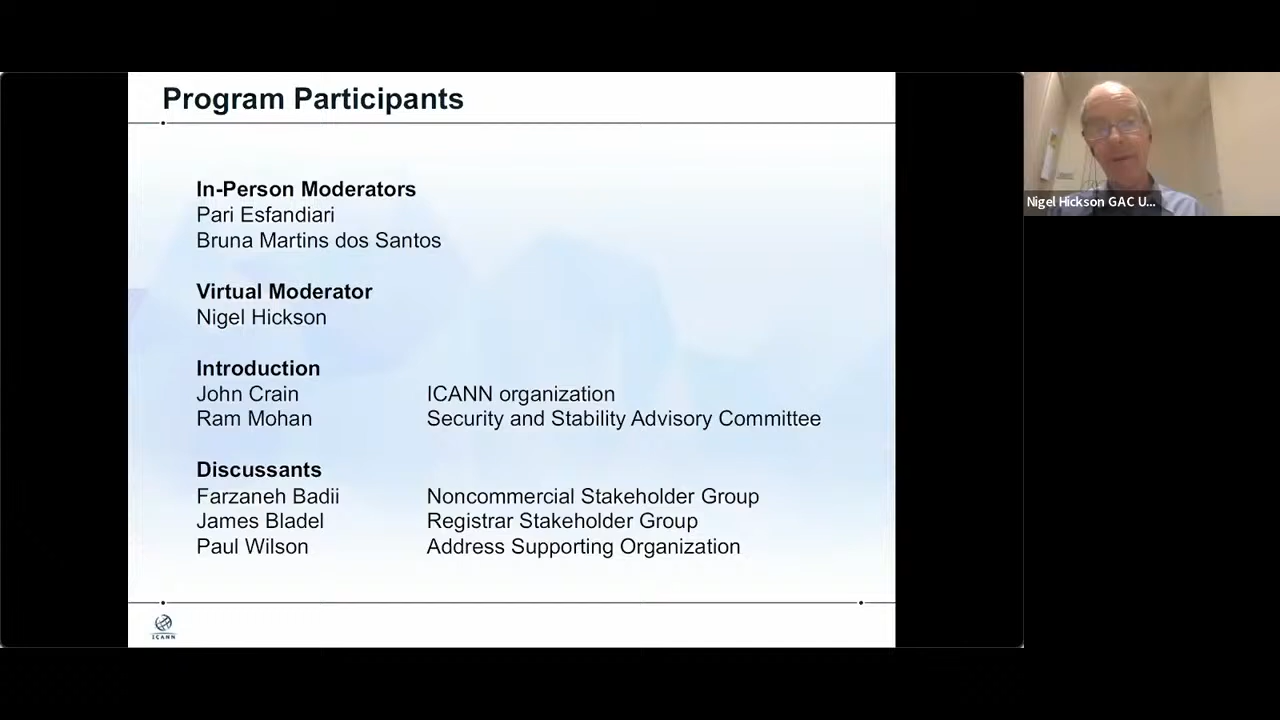 Program Participants
In-Person Moderators
Pari Esfandiari
Bruna Martins dos Santos
Virtual Moderator
Nigel Hickson
Introduction
John Crain ICANN organization
Ram Mohan Security and Stability Advisory Committee
Discussants
Farzaneh Badii Noncommercial Stakeholder Group
James Bladel Registrar Stakeholder Group
Paul Wilson Address Supporting Organization
ICANN
Nigel Hickson GAC U...